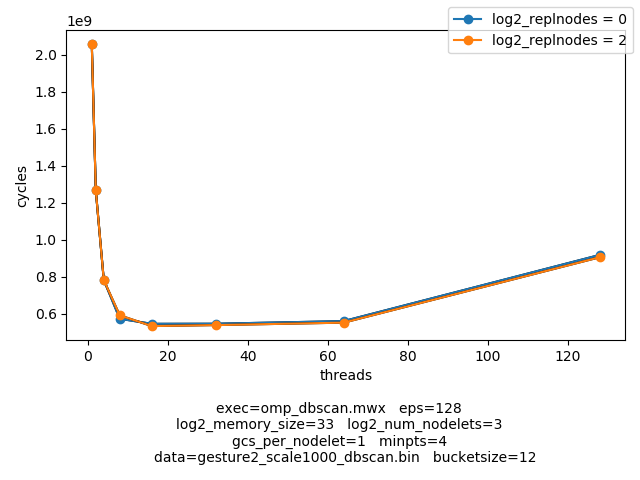 log2_replnodes = 0
log2_replnodes = 2
1e9
2.0
1.8
1.6
1.4
1.2
1.0
0.8
0.6
cycles
0 20 40 60 80 100 120
threads
exec=omp_dbscan.mwx eps=128
log2_memory_size=33 log2_num_nodelets=3
gcs_per_nodelet=1 minpts=4
data=gesture2_scale1000_dbscan.bin bucketsize=12